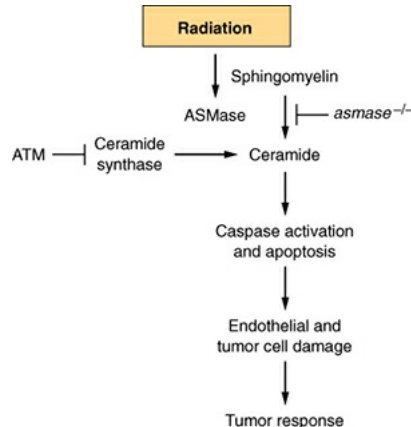 Radiation
Sphingomyelin
ASMase
asmase–/–
ATM
Ceramide
synthase
Ceramide
Caspase activation
and apoptosis
Endothelial and
tumor cell damage
Tumor response